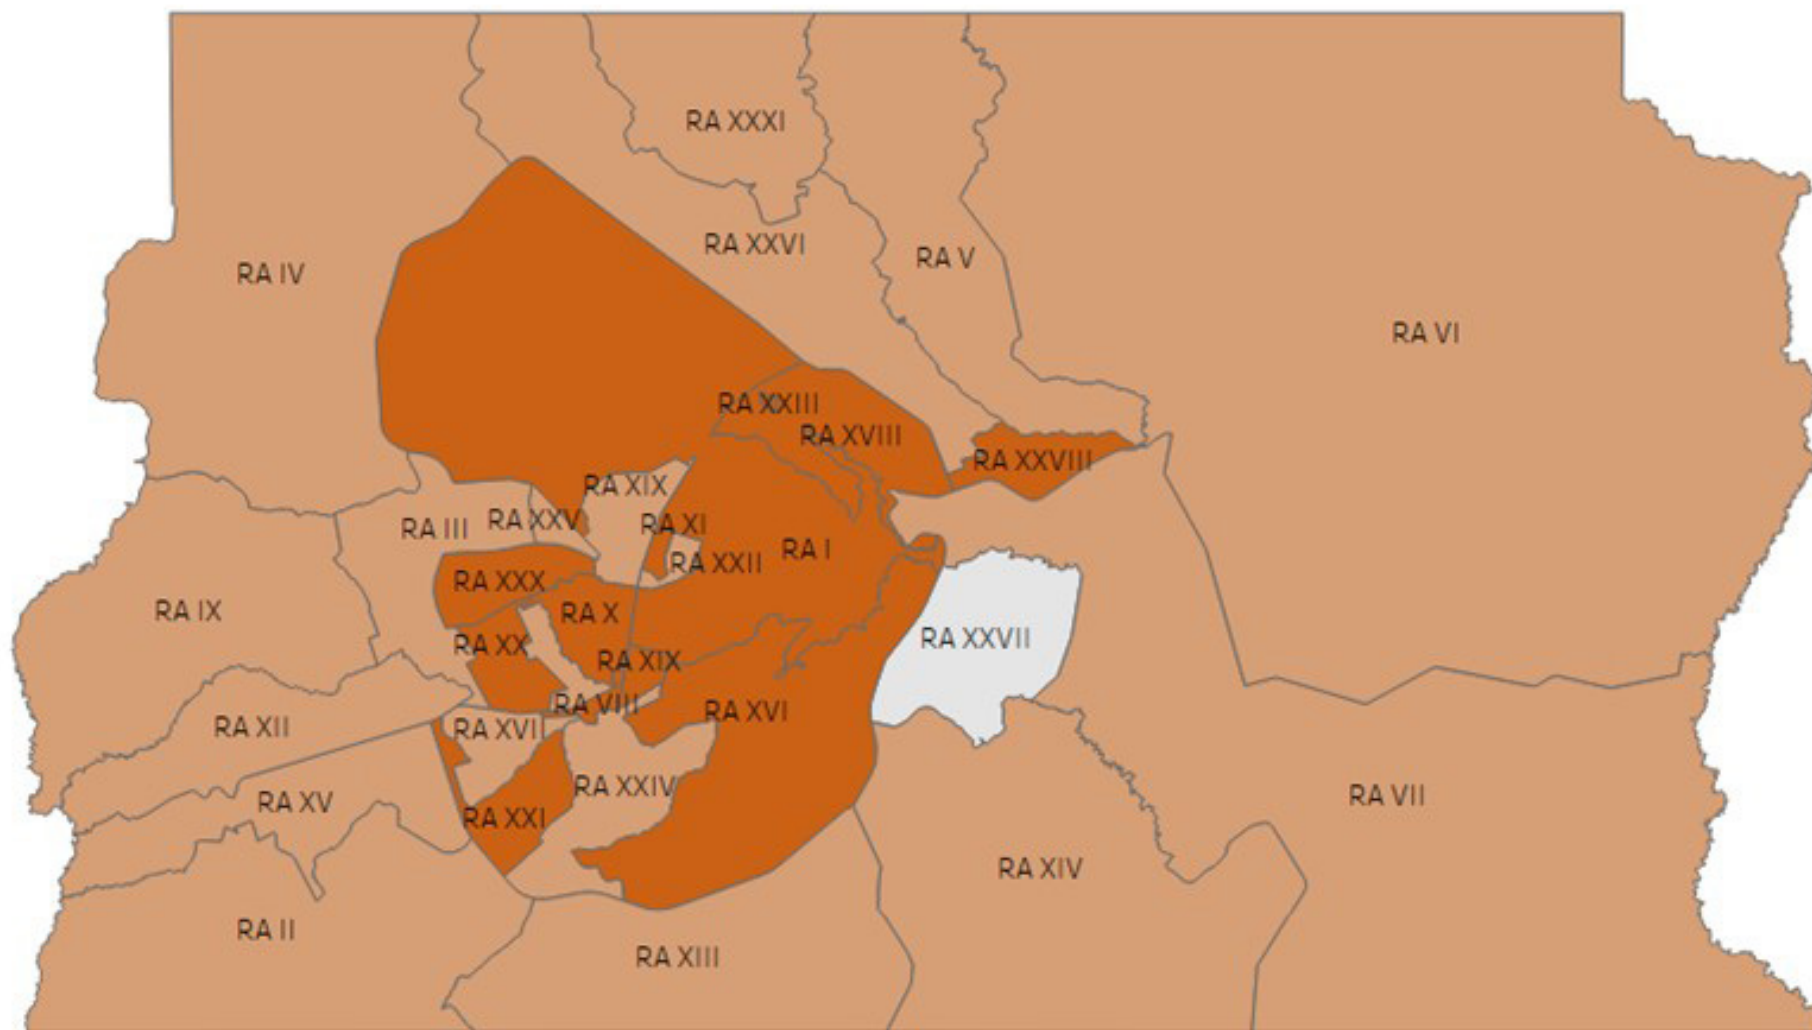 RA XXXI
RA XXVI
RA V
RA IV
RA VI
RA XXIII
RA XVIII
RA XXVIII
RA XIX
RA III
RA XXV
RA XI
RA I
RA XXII
RA XXX
RA IX
RA X
RA XX
RA XXVII
RA XIX
RA VIII
RA XVI
RA XII
RA XVII
RA XXIV
RA XV
RA VII
RA XXI
RA XIV
RA II
RA XIII